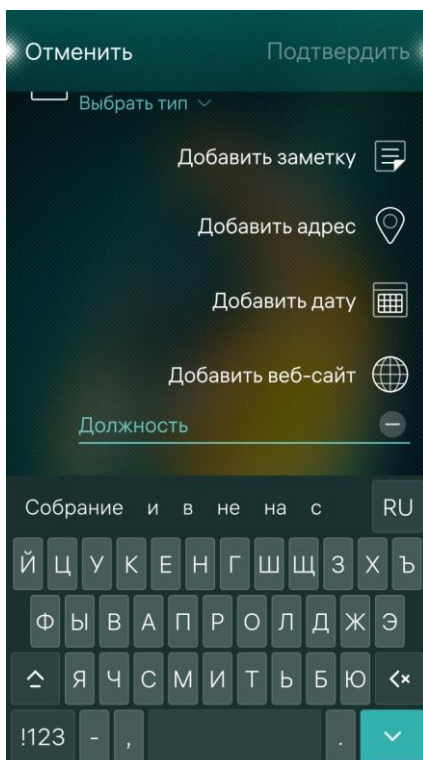 Отменить Подтвердить
Выбрать тип
Добавить заметку
Добавить адрес
Добавить дату
Добавить веб-сайт
Должность
Собрание и в не на с RU
Й Ц У К Е Н Г Ш Щ З Х Ъ
Ф Ы В А П Р О Л Д Ж Э
Я Ч С М И Т Ь Б Ю
!123 - , .